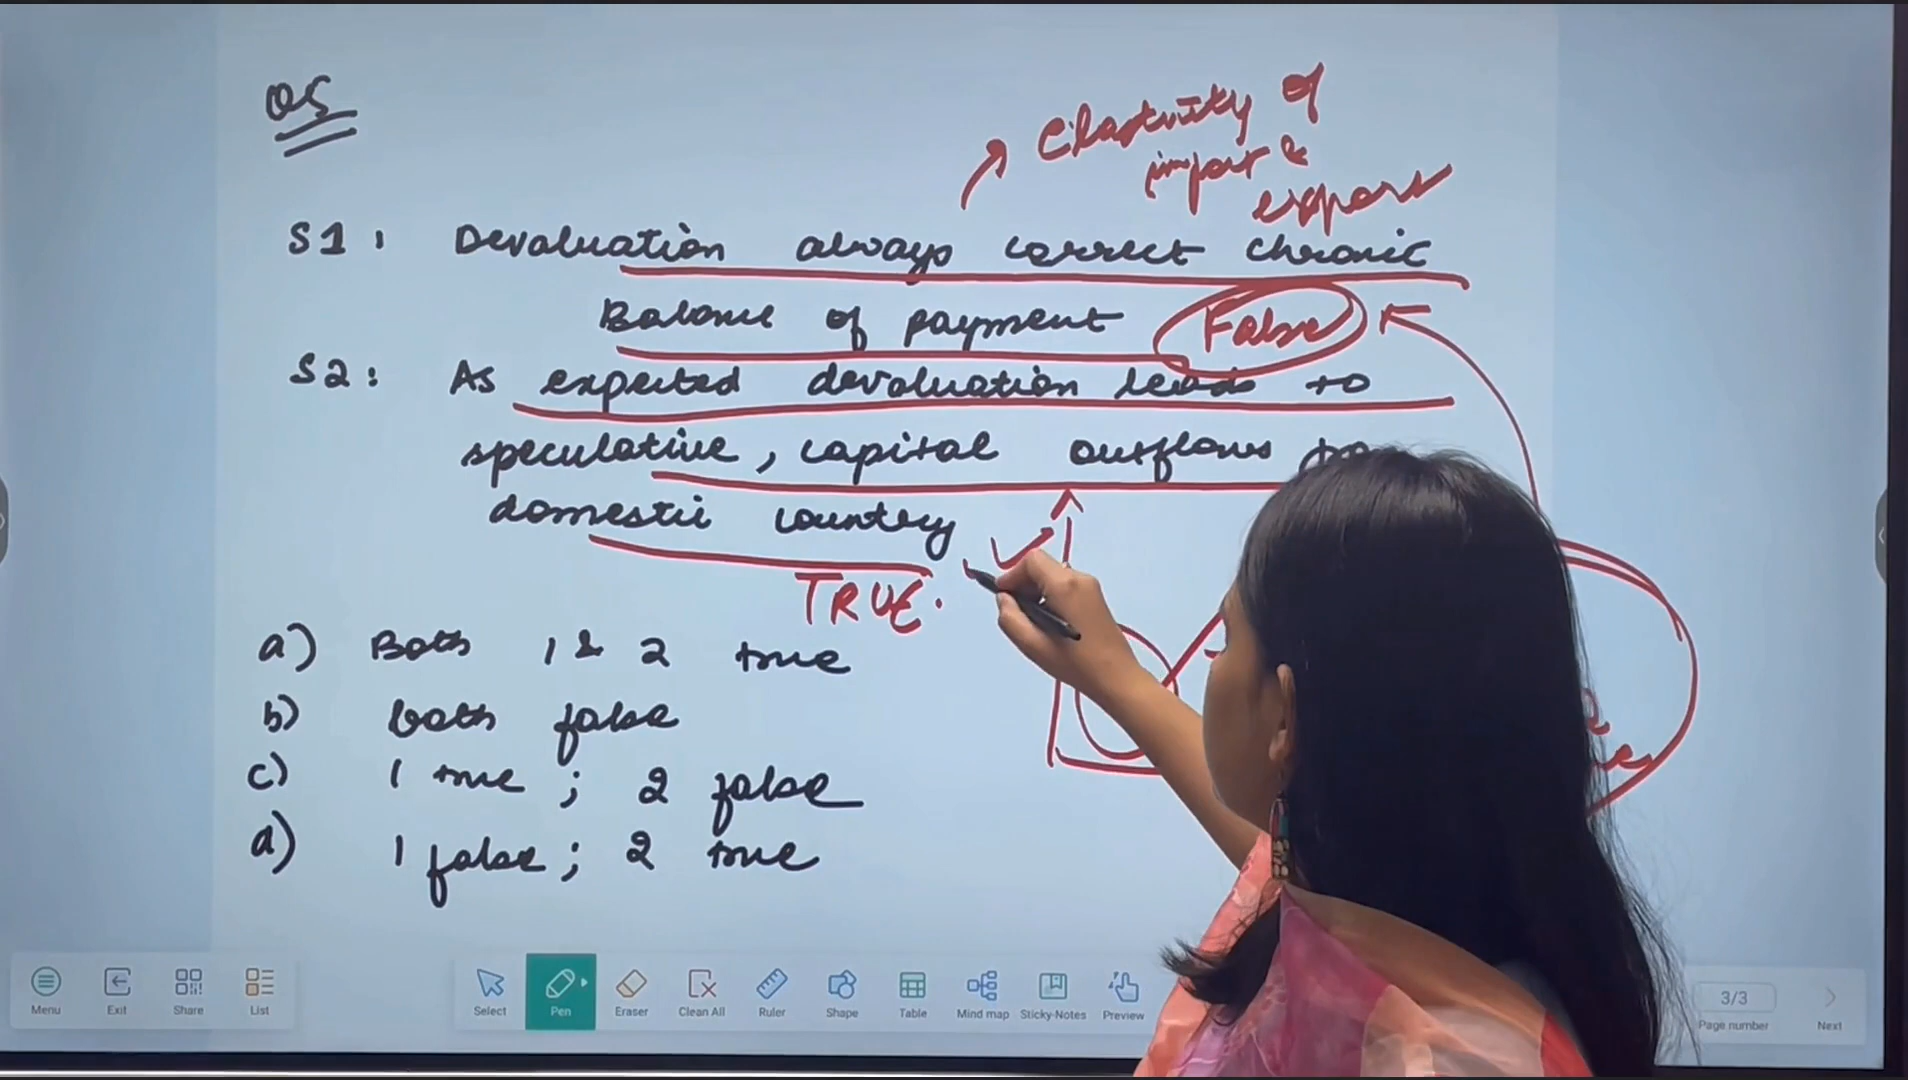 Q5
Elasticity of
import &
export
S1: Devaluation always correct chronic
Balance of payment False
S2: As expected devaluation leads to
speculative, capital outflows
domestic country
TRUE.
a) Both 1 & 2 true
b) both false
c) 1 true; 2 false
d) 1 false; 2 true
Menu Exit Share List Select Pen Eraser Clean All Ruler Shape Table Mind map Sticky-Notes Preview 3/3 Page number Next